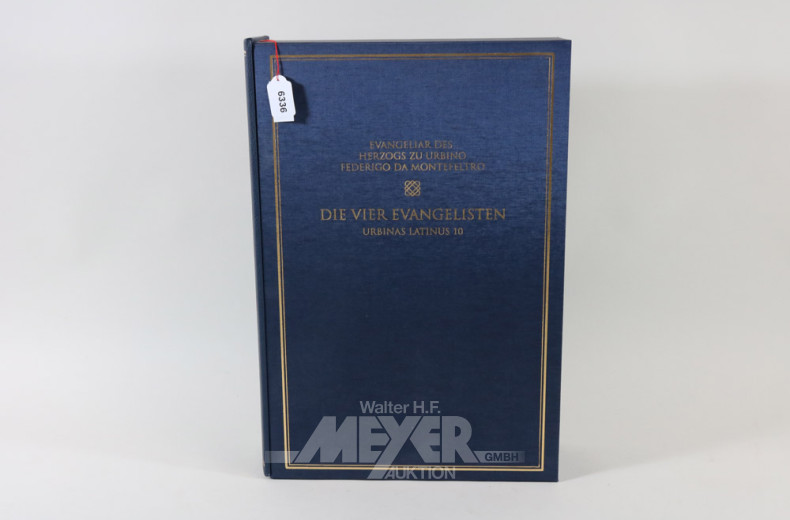 6336
EVANGELIAR DES
HERZOGS ZU URBINO
FEDERIGO DA MONTEFELTRO
DIE VIER EVANGELISTEN
URBINAS LATINUS 10
Walter H.F.
MEYER
GMBH
AUKTION